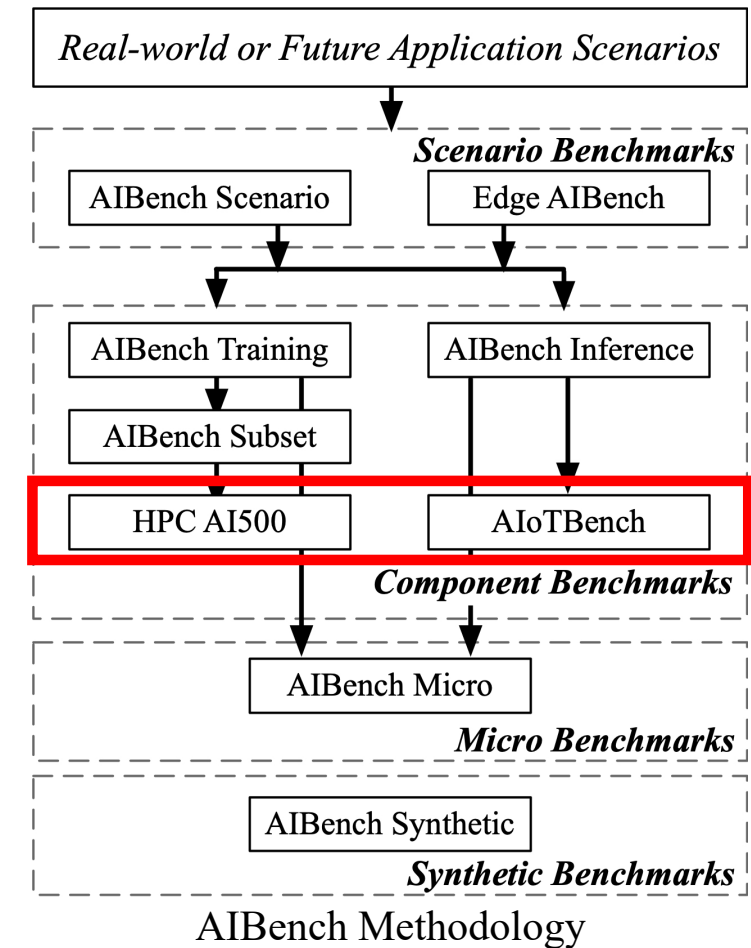 Real-world or Future Application Scenarios
Scenario Benchmarks
AIBench Scenario
Edge AIBench
AIBench Training
AIBench Inference
AIBench Subset
HPC AI500
AIoTBench
Component Benchmarks
AIBench Micro
Micro Benchmarks
AIBench Synthetic
Synthetic Benchmarks
AIBench Methodology